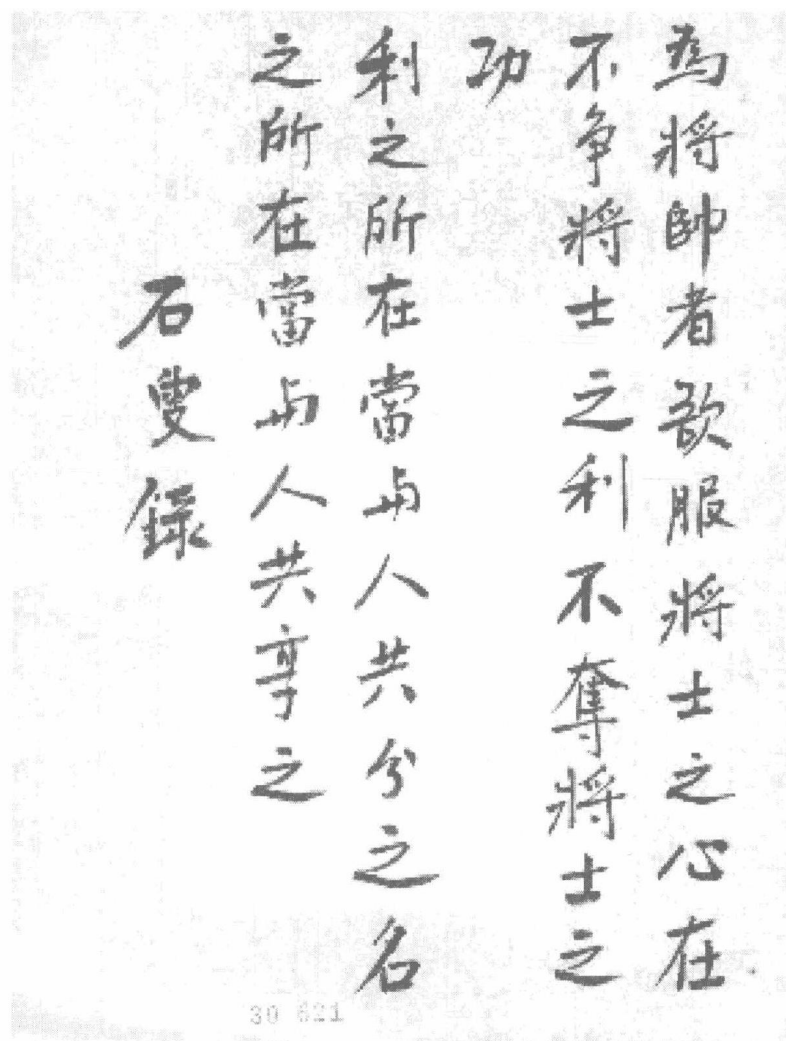 為將帥者欲服將士之心在
不爭將士之利不奪將士之
功
利之所在當與人共分之名
之所在當與人共享之
石叟錄
30 621